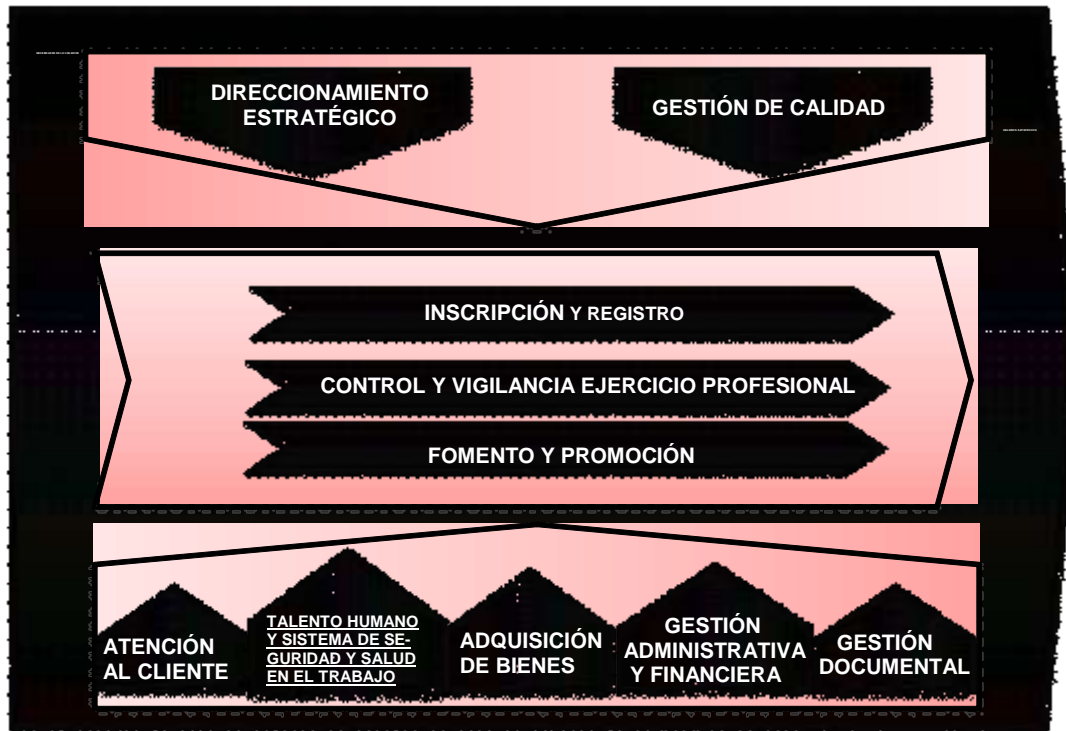 DIRECCIONAMIENTO
ESTRATÉGICO
GESTIÓN DE CALIDAD
INSCRIPCIÓN Y REGISTRO
CONTROL Y VIGILANCIA EJERCICIO PROFESIONAL
FOMENTO Y PROMOCIÓN
ATENCIÓN
AL CLIENTE
TALENTO HUMANO
Y SISTEMA DE SE-
GURIDAD Y SALUD
EN EL TRABAJO
ADQUISICIÓN
DE BIENES
GESTIÓN
ADMINISTRATIVA
Y FINANCIERA
GESTIÓN
DOCUMENTAL